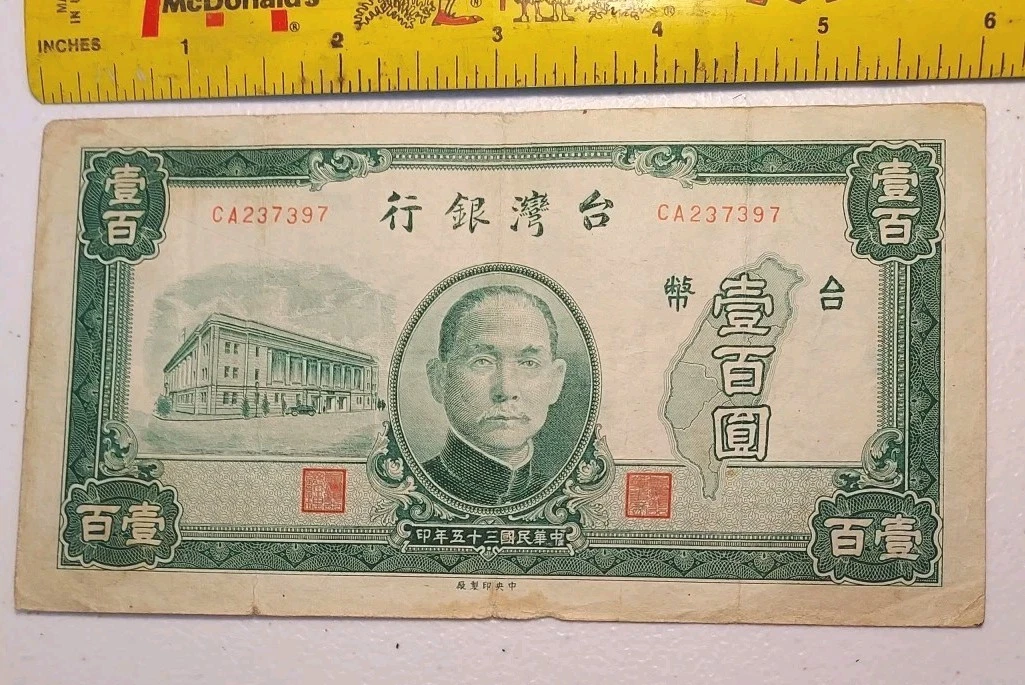 McDonald's
INCHES 1 2 3 4 5 6
壹百
壹百
CA237397
台灣銀行
CA237397
台幣
壹百圓
壹百
壹百
中華民國三十五年印
中央印製廠